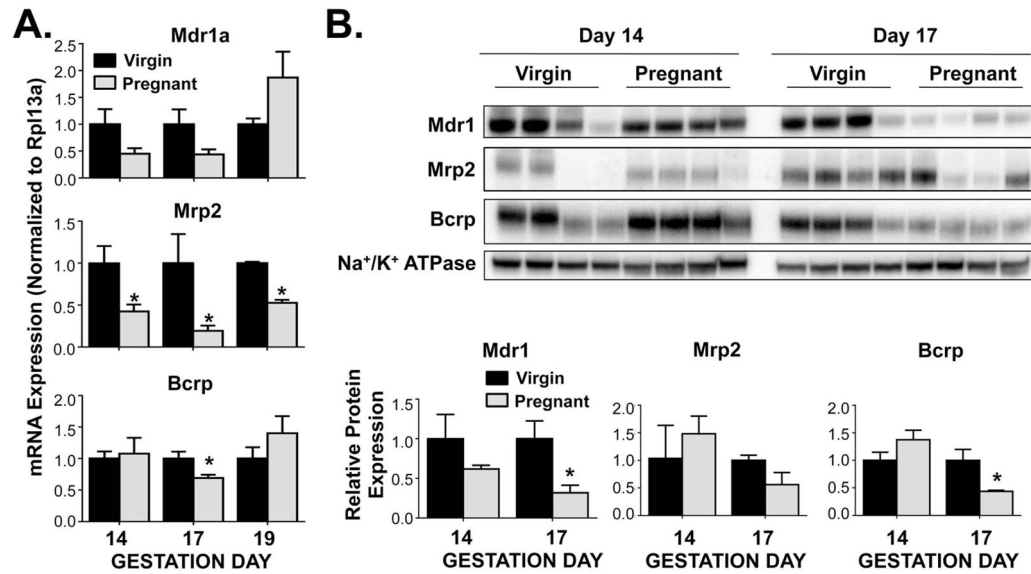 A.
Mdr1a
2.5
2.0
1.5
1.0
0.5
0.0
Virgin
Pregnant
Mrp2
1.5
1.0
0.5
0.0
* * *
Bcrp
2.0
1.5
1.0
0.5
0.0
*
14 17 19
GESTATION DAY
mRNA Expression (Normalized to Rpl13a)
B.
Day 14 Day 17
Virgin Pregnant Virgin Pregnant
Mdr1
Mrp2
Bcrp
Na⁺/K⁺ ATPase
Mdr1
Virgin
Pregnant
1.5
1.0
0.5
0.0
*
14 17
GESTATION DAY
Relative Protein
Expression
Mrp2
2.0
1.5
1.0
0.5
0.0
14 17
GESTATION DAY
Bcrp
2.0
1.5
1.0
0.5
0.0
*
14 17
GESTATION DAY